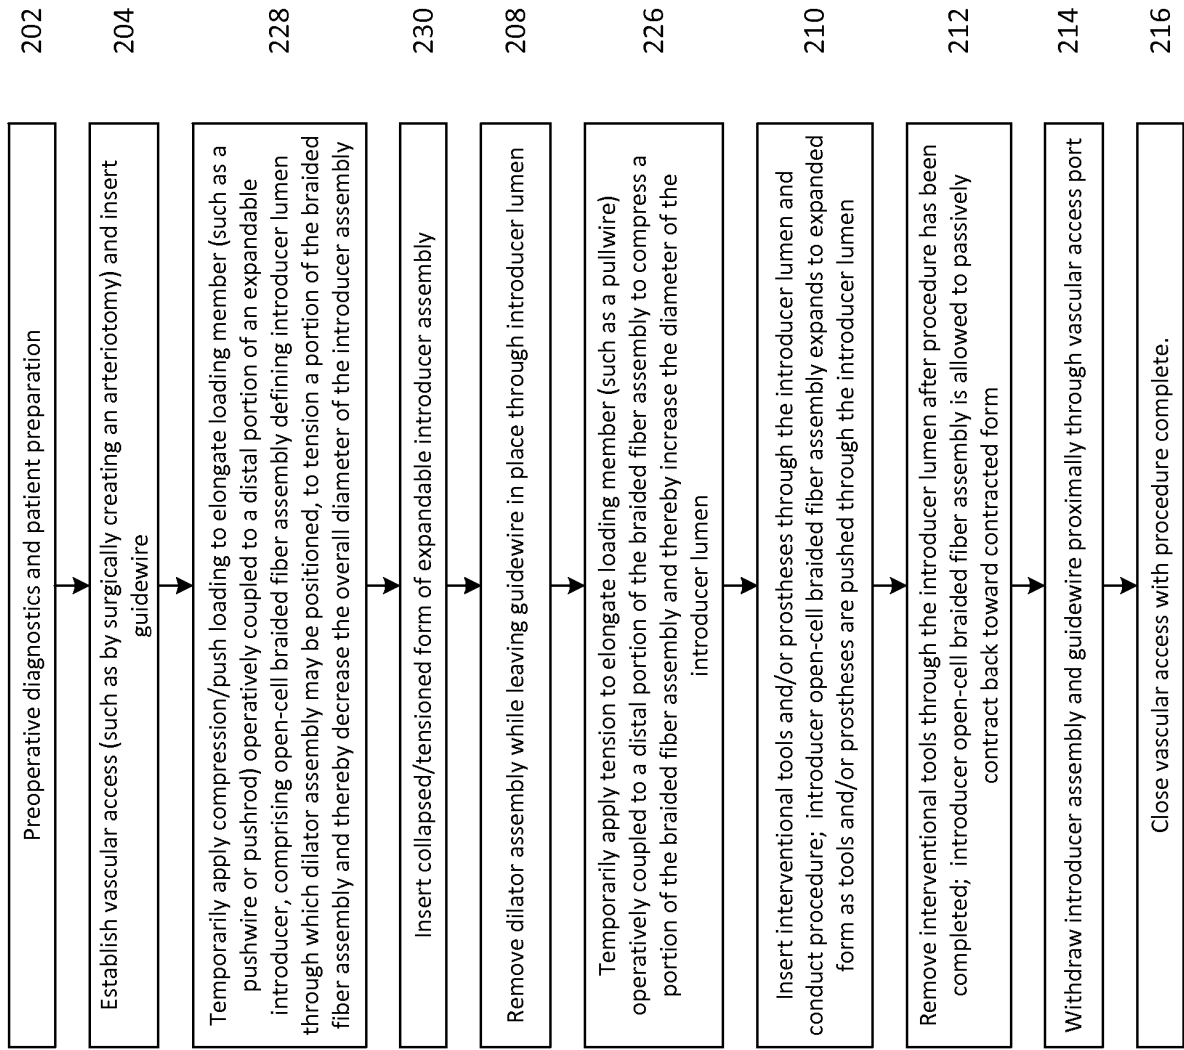 Preoperative diagnostics and patient preparation
202
Establish vascular access (such as by surgically creating an arteriotomy) and insert
guidewire
204
Temporarily apply compression/push loading to elongate loading member (such as a
pushwire or pushrod) operatively coupled to a distal portion of an expandable
introducer, comprising open-cell braided fiber assembly defining introducer lumen
through which dilator assembly may be positioned, to tension a portion of the braided
fiber assembly and thereby decrease the overall diameter of the introducer assembly
228
Insert collapsed/tensioned form of expandable introducer assembly
230
Remove dilator assembly while leaving guidewire in place through introducer lumen
208
Temporarily apply tension to elongate loading member (such as a pullwire)
operatively coupled to a distal portion of the braided fiber assembly to compress a
portion of the braided fiber assembly and thereby increase the diameter of the
introducer lumen
226
Insert interventional tools and/or prostheses through the introducer lumen and
conduct procedure; introducer open-cell braided fiber assembly expands to expanded
form as tools and/or prostheses are pushed through the introducer lumen
210
Remove interventional tools through the introducer lumen after procedure has been
completed; introducer open-cell braided fiber assembly is allowed to passively
contract back toward contracted form
212
Withdraw introducer assembly and guidewire proximally through vascular access port
214
Close vascular access with procedure complete.
216